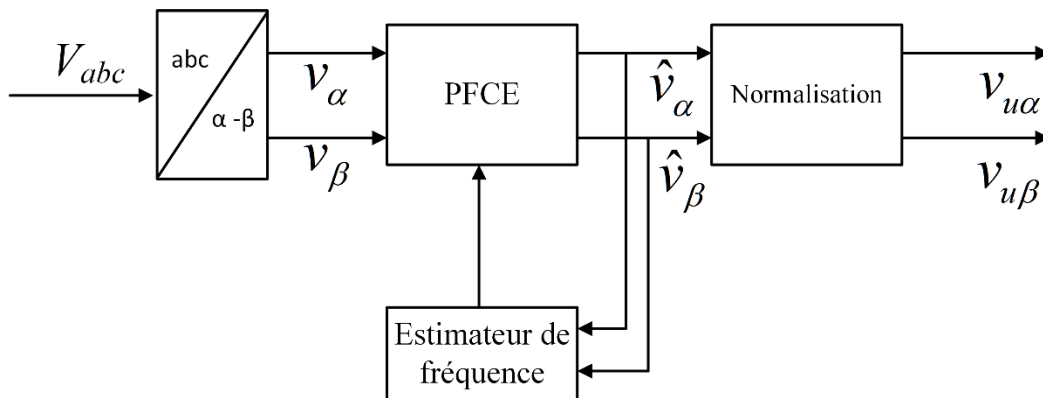 V_abc
abc
α -β
v_α
v_β
PFCE
v̂_α
v̂_β
Normalisation
v_uα
v_uβ
Estimateur de
fréquence